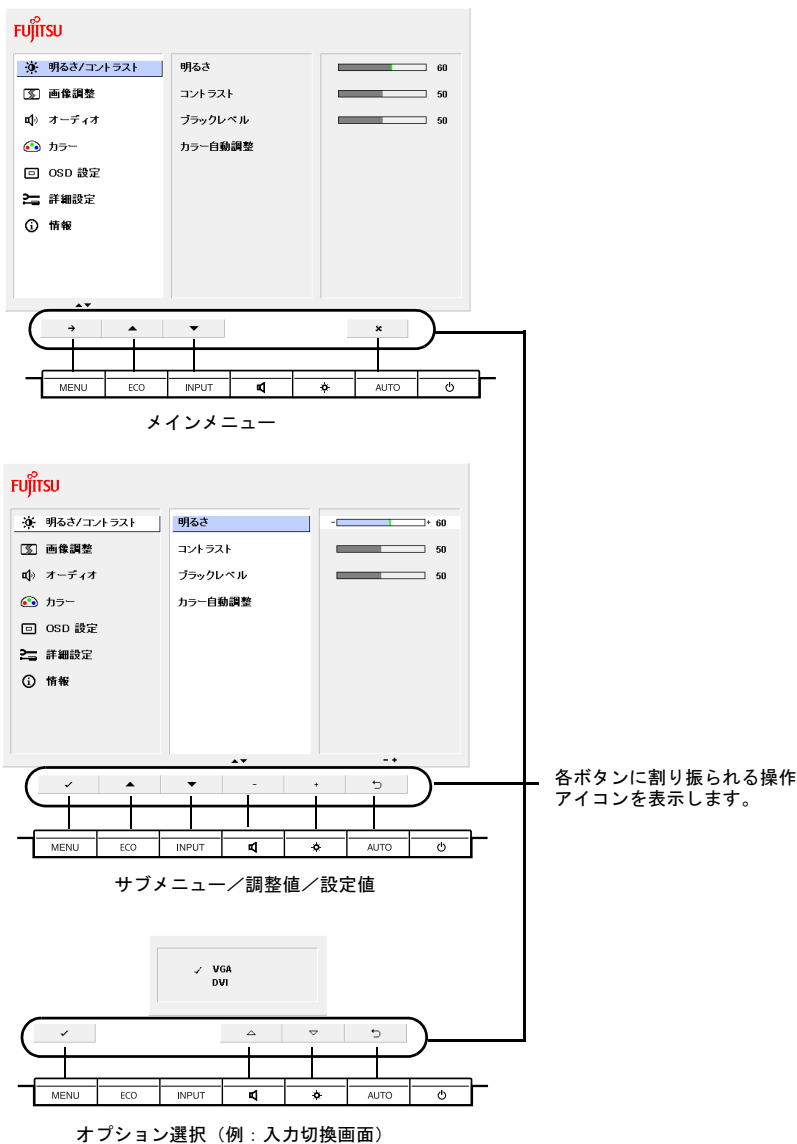 FUJITSU
明るさ/コントラスト 明るさ 60
画像調整 コントラスト 50
オーディオ ブラックレベル 50
カラー カラー自動調整
OSD 設定
詳細設定
情報
MENU ECO INPUT AUTO
メインメニュー
FUJITSU
明るさ/コントラスト 明るさ - + 60
画像調整 コントラスト 50
オーディオ ブラックレベル 50
カラー カラー自動調整
OSD 設定
詳細設定
情報
- +
- +
MENU ECO INPUT AUTO
サブメニュー/調整値/設定値
各ボタンに割り振られる操作
アイコンを表示します。
✓ VGA
DVI
MENU ECO INPUT AUTO
オプション選択(例:入力切換画面)